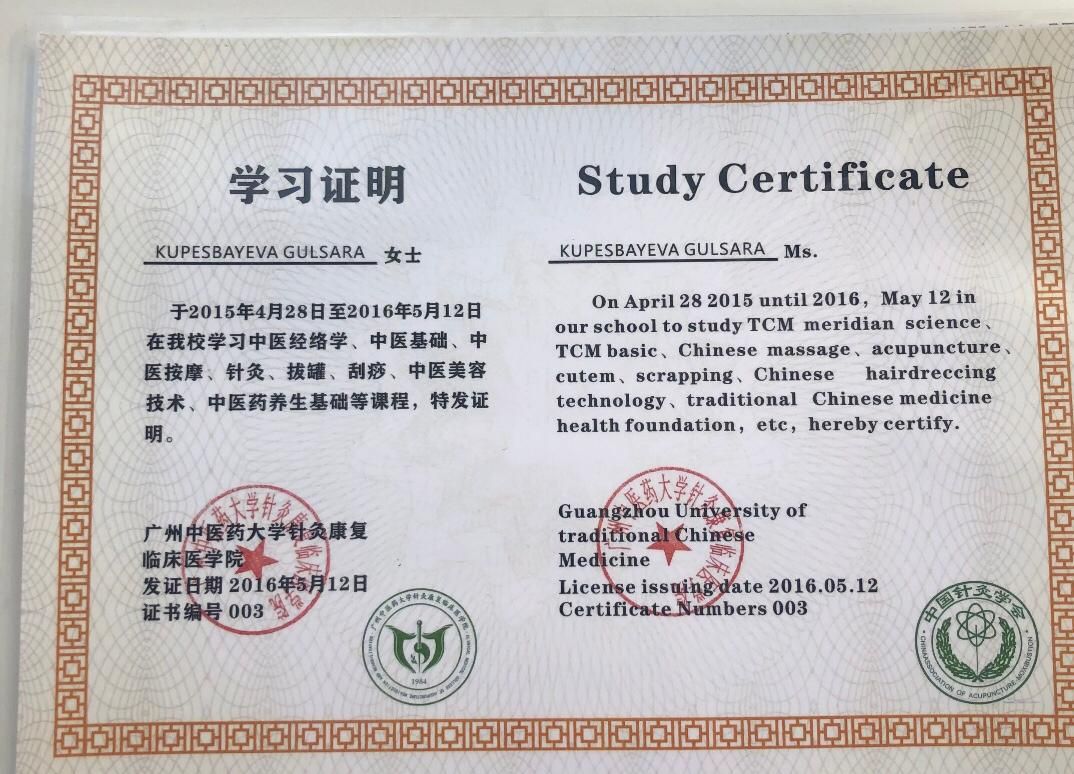 学习证明
KUPESBAYEVA GULSARA 女士
于2015年4月28日至2016年5月12日
在我校学习中医经络学、中医基础、中
医按摩、针灸、拔罐、刮痧、中医美容
技术、中医药养生基础等课程，特发证
明。
广州中医药大学针灸康复
临床医学院
发证日期 2016年5月12日
证书编号 003
1984
Study Certificate
KUPESBAYEVA GULSARA Ms.
On April 28 2015 until 2016，May 12 in
our school to study TCM meridian science、
TCM basic、Chinese massage、acupuncture、
cutem、scrapping、Chinese hairdreccing
technology、traditional Chinese medicine
health foundation，etc，hereby certify.
Guangzhou University of
traditional Chinese
Medicine
License issuing date 2016.05.12
Certificate Numbers 003
中国针灸学会
CHINA ASSOCIATION OF ACUPUNCTURE-MOXIBUSTION